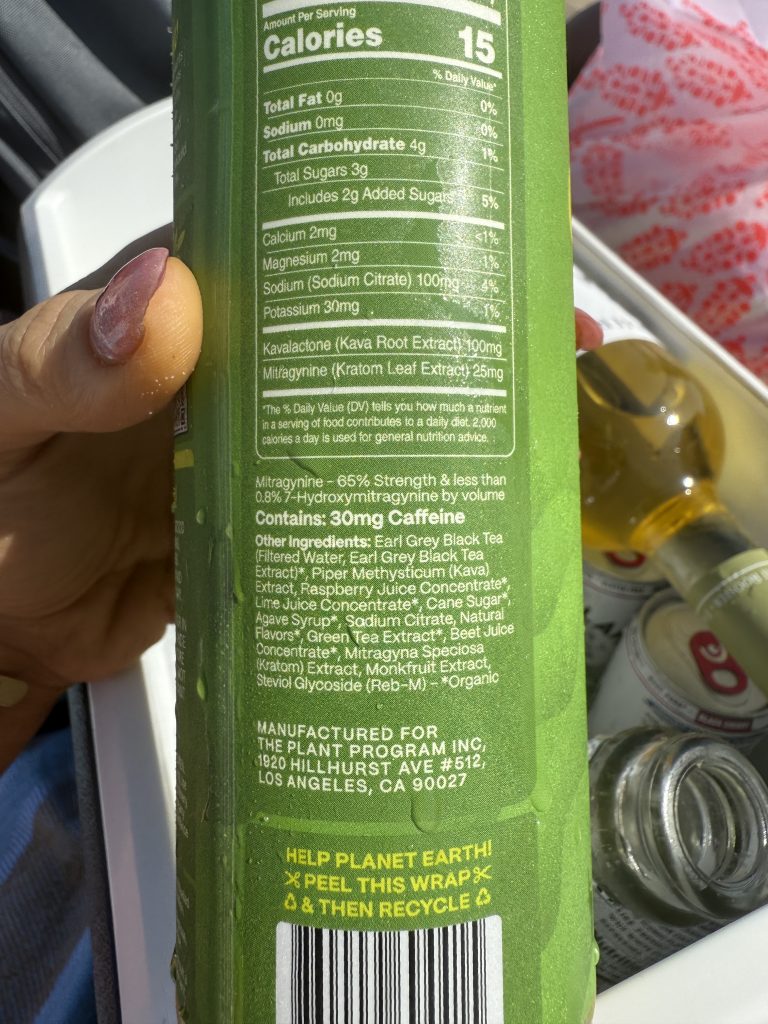 Amount Per Serving
Calories 15
% Daily Value*
Total Fat 0g 0%
Sodium 0mg 0%
Total Carbohydrate 4g 1%
Total Sugars 3g
Includes 2g Added Sugars 5%
Calcium 2mg <1%
Magnesium 2mg 1%
Sodium (Sodium Citrate) 100mg 4%
Potassium 30mg 1%
Kavalactone (Kava Root Extract) 100mg
Mitragynine (Kratom Leaf Extract) 25mg
*The % Daily Value (DV) tells you how much a nutrient
in a serving of food contributes to a daily diet. 2,000
calories a day is used for general nutrition advice.
Mitragynine - 65% Strength & less than
0.8% 7-Hydroxymitragynine by volume
Contains: 30mg Caffeine
Other Ingredients: Earl Grey Black Tea
(Filtered Water, Earl Grey Black Tea
Extract)*, Piper Methysticum (Kava)
Extract, Raspberry Juice Concentrate*,
Lime Juice Concentrate*, Cane Sugar*,
Agave Syrup*, Sodium Citrate, Natural
Flavors*, Green Tea Extract*, Beet Juice
Concentrate*, Mitragyna Speciosa
(Kratom) Extract, Monkfruit Extract,
Steviol Glycoside (Reb-M) - *Organic
MANUFACTURED FOR
THE PLANT PROGRAM INC,
1920 HILLHURST AVE #512,
LOS ANGELES, CA 90027
HELP PLANET EARTH!
PEEL THIS WRAP
& THEN RECYCLE